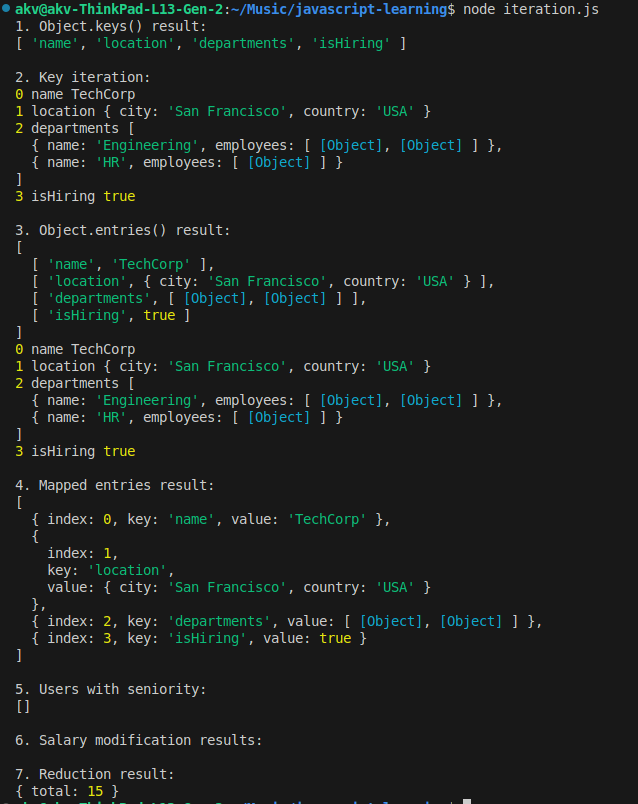 akv@akv-ThinkPad-L13-Gen-2:~/Music/javascript-learning$ node iteration.js
1. Object.keys() result:
[ 'name', 'location', 'departments', 'isHiring' ]
2. Key iteration:
0 name TechCorp
1 location { city: 'San Francisco', country: 'USA' }
2 departments [
  { name: 'Engineering', employees: [ [Object], [Object] ] },
  { name: 'HR', employees: [ [Object] ] }
]
3 isHiring true
3. Object.entries() result:
[
  [ 'name', 'TechCorp' ],
  [ 'location', { city: 'San Francisco', country: 'USA' } ],
  [ 'departments', [ [Object], [Object] ] ],
  [ 'isHiring', true ]
]
0 name TechCorp
1 location { city: 'San Francisco', country: 'USA' }
2 departments [
  { name: 'Engineering', employees: [ [Object], [Object] ] },
  { name: 'HR', employees: [ [Object] ] }
]
3 isHiring true
4. Mapped entries result:
[
  { index: 0, key: 'name', value: 'TechCorp' },
  {
    index: 1,
    key: 'location',
    value: { city: 'San Francisco', country: 'USA' }
  },
  { index: 2, key: 'departments', value: [ [Object], [Object] ] },
  { index: 3, key: 'isHiring', value: true }
]
5. Users with seniority:
[]
6. Salary modification results:
7. Reduction result:
{ total: 15 }